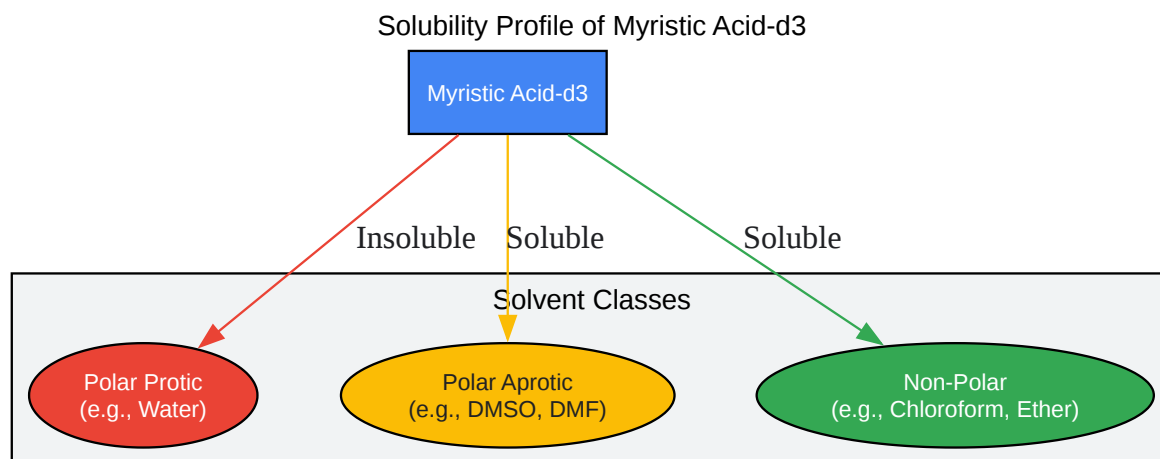 Solubility Profile of Myristic Acid-d3
Myristic Acid-d3
Insoluble
Soluble
Soluble
Solvent Classes
Polar Protic
(e.g., Water)
Polar Aprotic
(e.g., DMSO, DMF)
Non-Polar
(e.g., Chloroform, Ether)